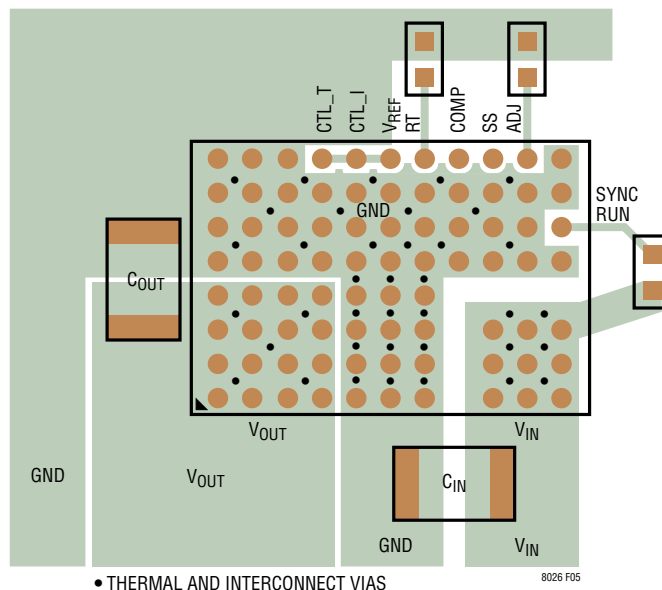 CTL_T
CTL_I
VREF
RT
COMP
SS
ADJ
GND
SYNC
RUN
COUT
VOUT
VIN
GND
VOUT
CIN
GND
VIN
• THERMAL AND INTERCONNECT VIAS
8026 F05